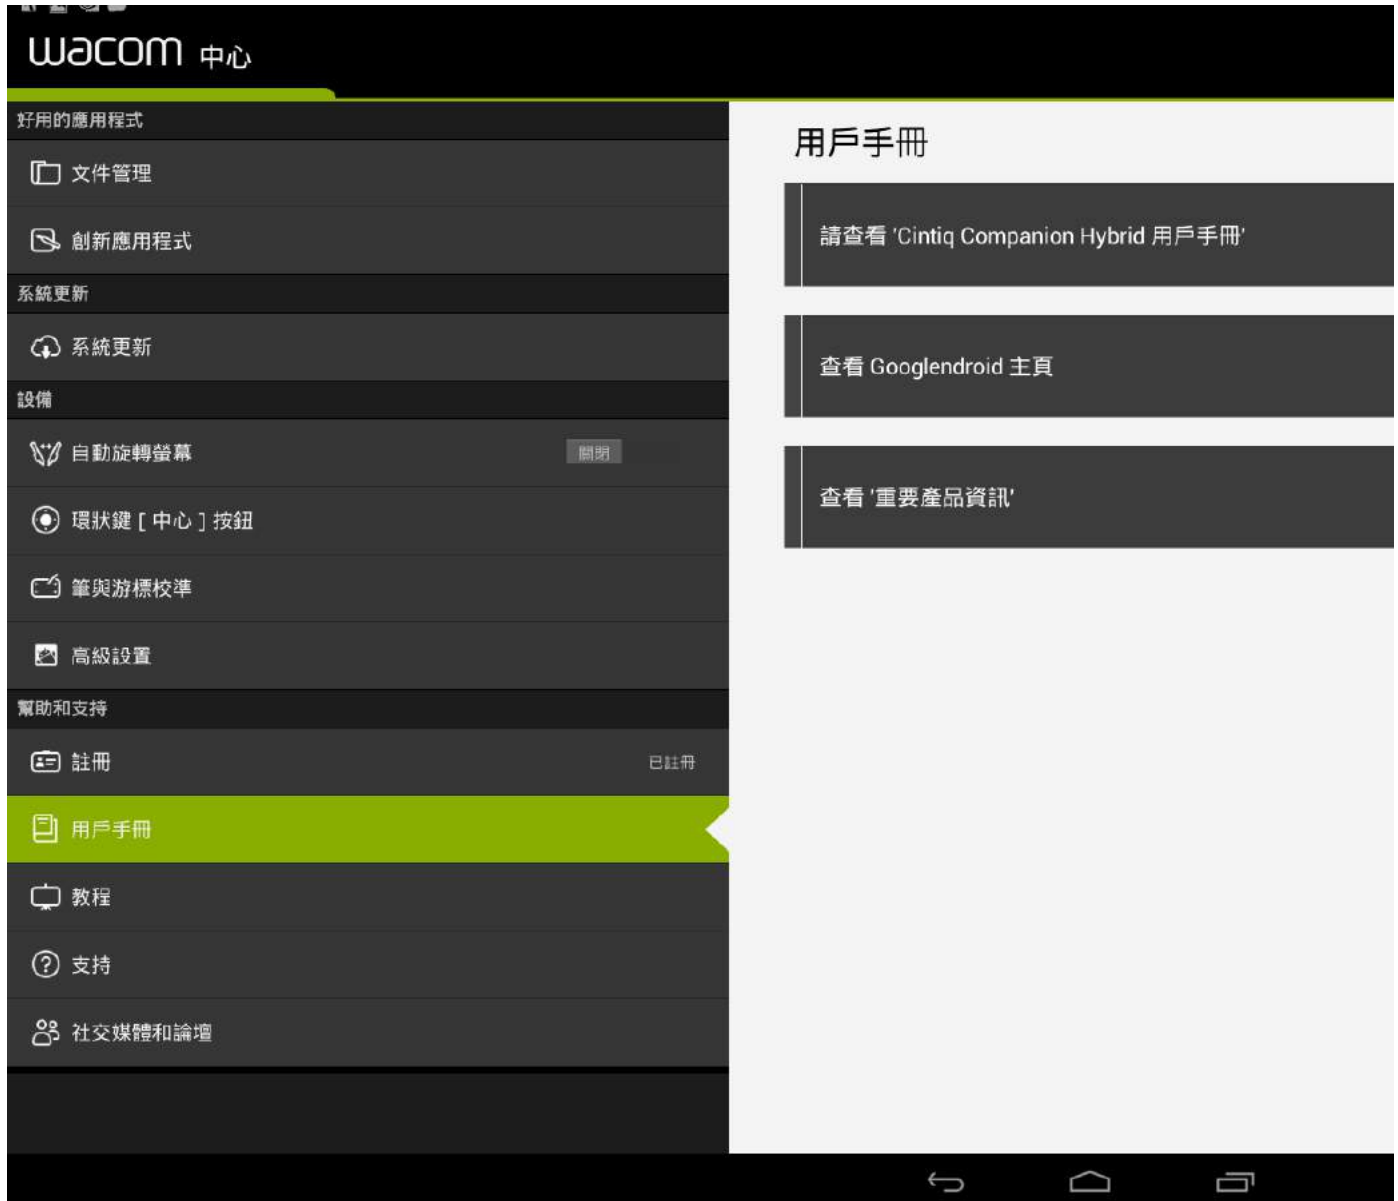 wacom 中心
好用的應用程式
文件管理
創新應用程式
系統更新
系統更新
設備
自動旋轉螢幕 關閉
環狀鍵 [ 中心 ] 按鈕
筆與游標校準
高級設置
幫助和支持
註冊 已註冊
用戶手冊
教程
支持
社交媒體和論壇
用戶手冊
請查看 'Cintiq Companion Hybrid 用戶手冊'
查看 Googlendroid 主頁
查看 '重要產品資訊'